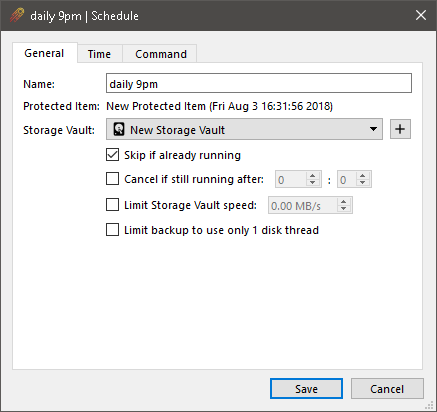 daily 9pm | Schedule
General Time Command
Name: daily 9pm
Protected Item: New Protected Item (Fri Aug 3 16:31:56 2018)
Storage Vault: New Storage Vault
Skip if already running
Cancel if still running after: 0 : 0
Limit Storage Vault speed: 0.00 MB/s
Limit backup to use only 1 disk thread
Save Cancel